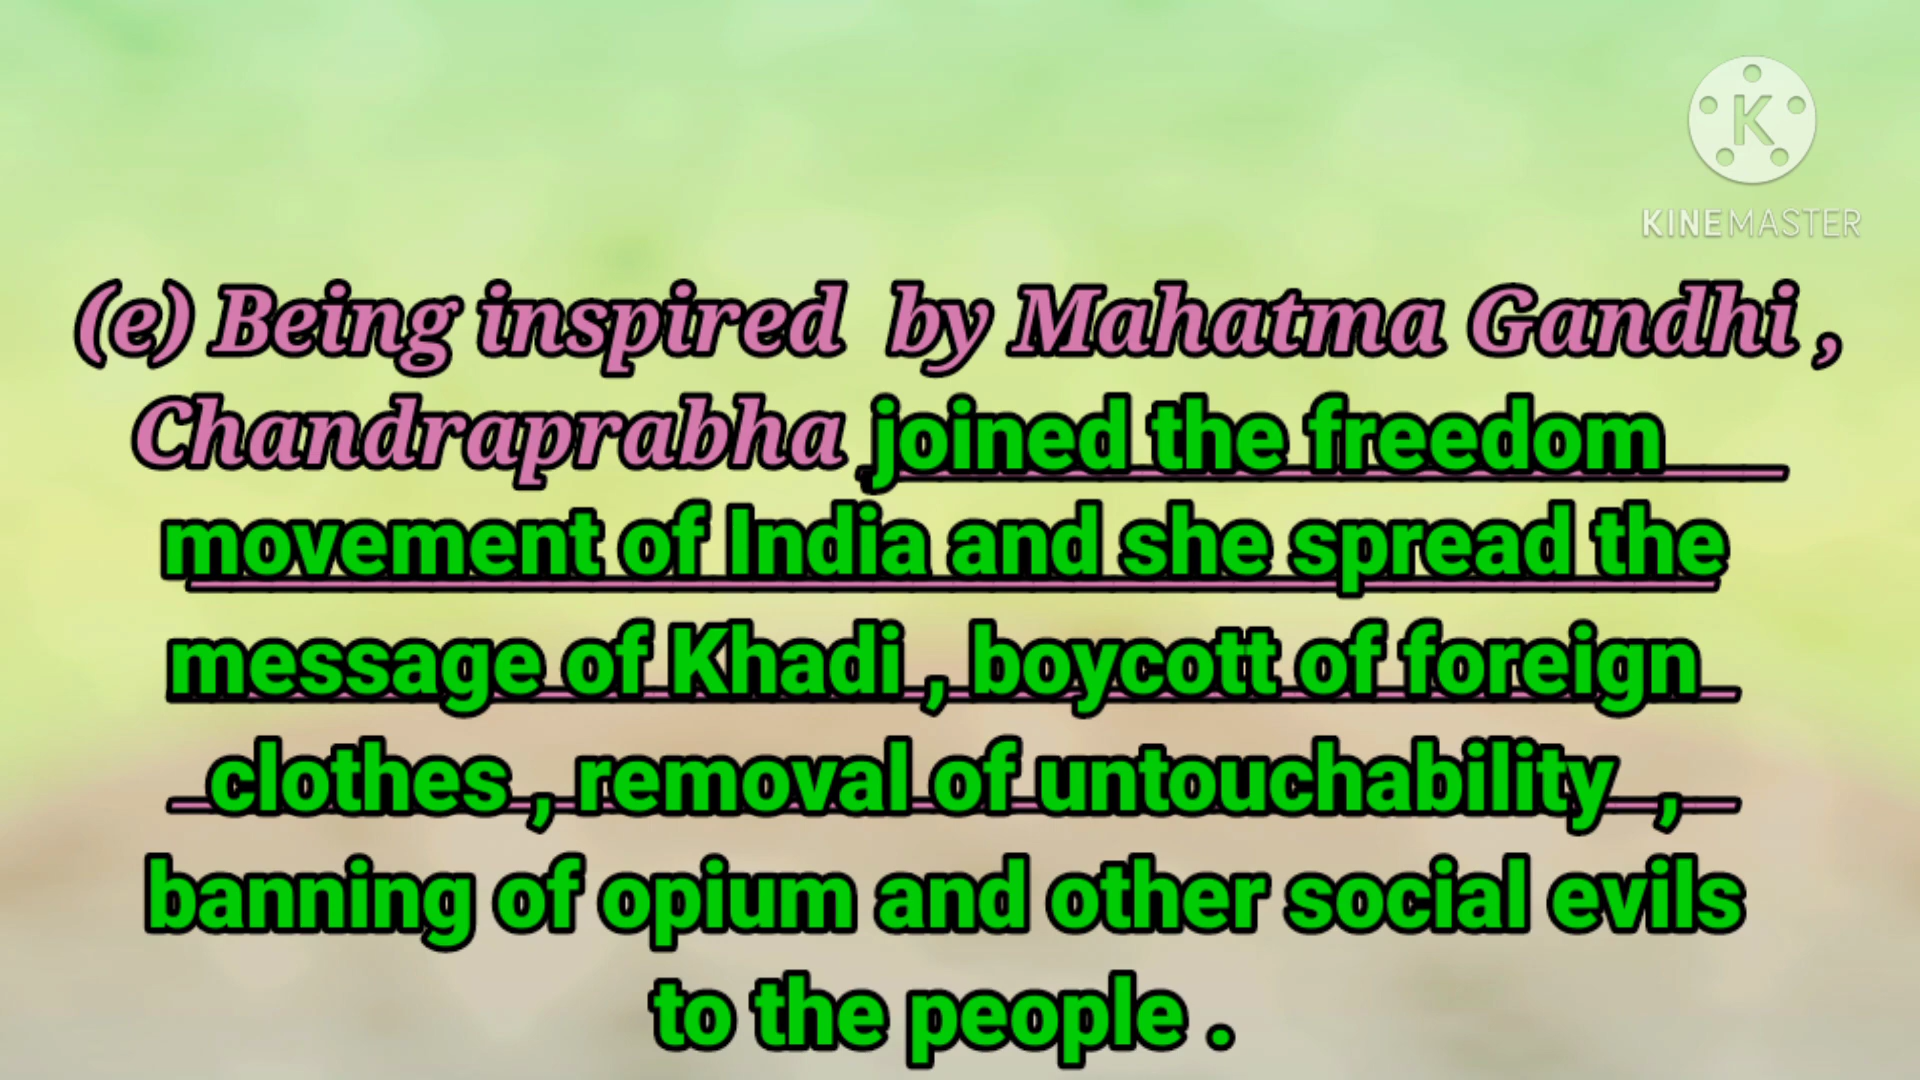 K
KINEMASTER
(e) Being inspired by Mahatma Gandhi ,
Chandraprabha joined the freedom
movement of India and she spread the
message of Khadi , boycott of foreign
clothes , removal of untouchability ,
banning of opium and other social evils
to the people .